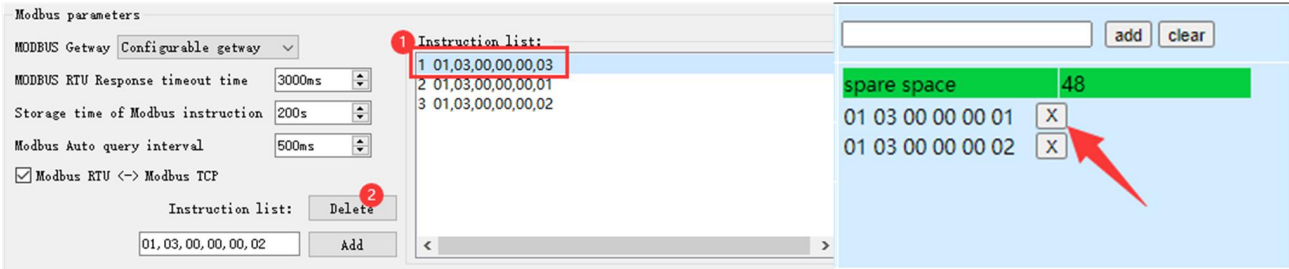 Modbus parameters
MODBUS Getway Configurable getway
MODBUS RTU Response timeout time 3000ms
Storage time of Modbus instruction 200s
Modbus Auto query interval 500ms
Modbus RTU <-> Modbus TCP
2
Instruction list: Delete
01,03,00,00,00,02 Add
1 Instruction list:
1 01,03,00,00,00,03
2 01,03,00,00,00,01
3 01,03,00,00,00,02
add clear
spare space 48
01 03 00 00 00 01 X
01 03 00 00 00 02 X